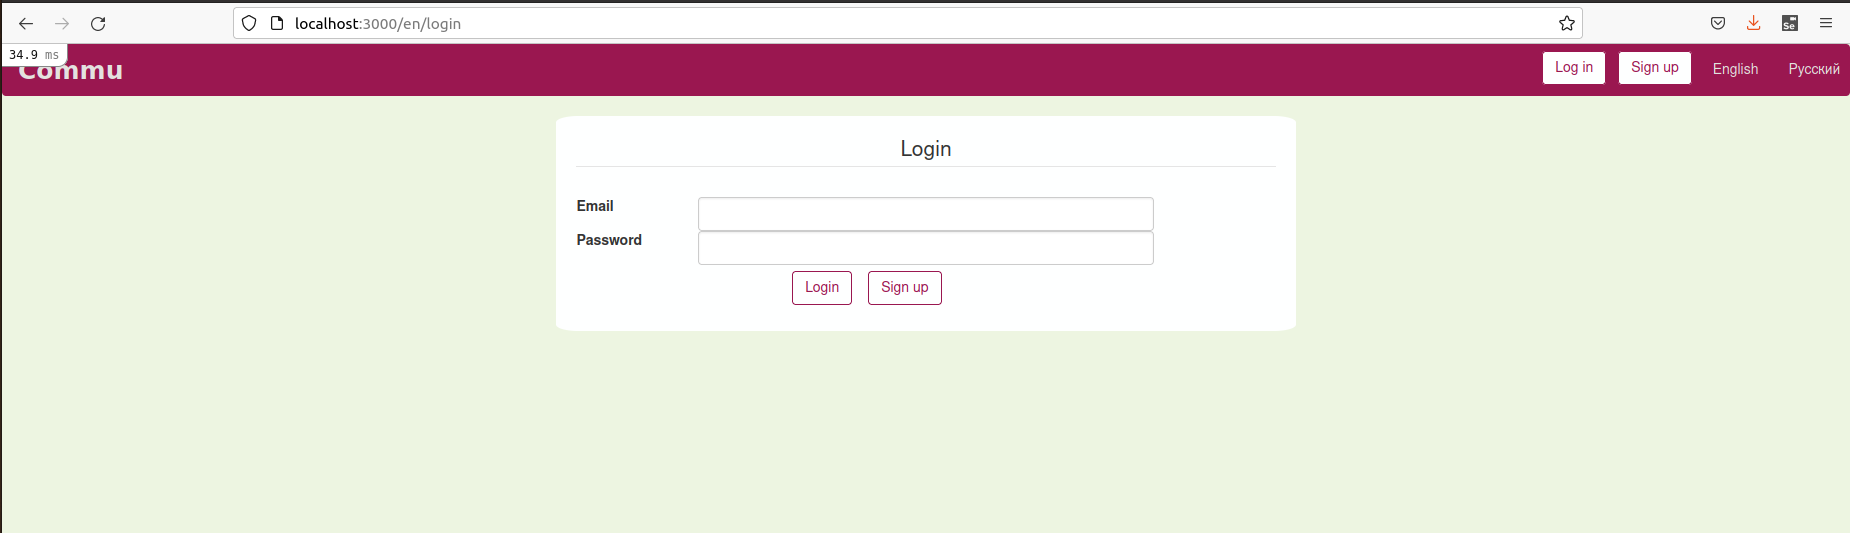 localhost:3000/en/login
34.9 ms
Commu
Log in Sign up English Русский
Login
Email
Password
Login Sign up